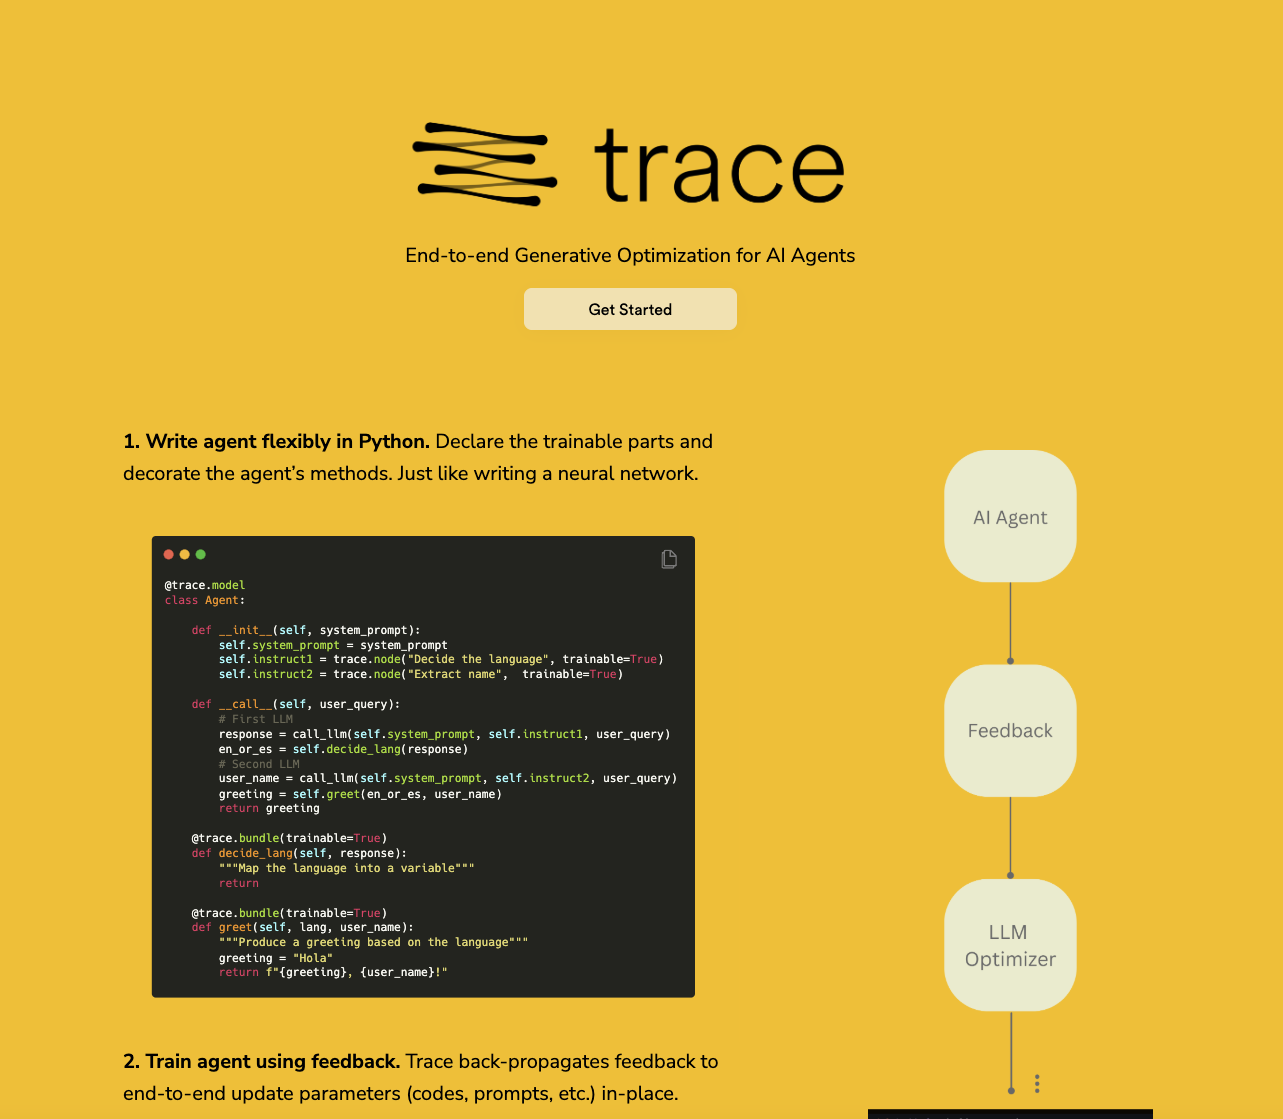 trace
End-to-end Generative Optimization for AI Agents
Get Started
1. Write agent flexibly in Python. Declare the trainable parts and
decorate the agent’s methods. Just like writing a neural network.
@trace.model
class Agent:
    def __init__(self, system_prompt):
        self.system_prompt = system_prompt
        self.instruct1 = trace.node("Decide the language", trainable=True)
        self.instruct2 = trace.node("Extract name",  trainable=True)
    def __call__(self, user_query):
        # First LLM
        response = call_llm(self.system_prompt, self.instruct1, user_query)
        en_or_es = self.decide_lang(response)
        # Second LLM
        user_name = call_llm(self.system_prompt, self.instruct2, user_query)
        greeting = self.greet(en_or_es, user_name)
        return greeting
    @trace.bundle(trainable=True)
    def decide_lang(self, response):
        """Map the language into a variable"""
        return
    @trace.bundle(trainable=True)
    def greet(self, lang, user_name):
        """Produce a greeting based on the language"""
        greeting = "Hola"
        return f"{greeting}, {user_name}!"
2. Train agent using feedback. Trace back-propagates feedback to
end-to-end update parameters (codes, prompts, etc.) in-place.
AI Agent
Feedback
LLM
Optimizer